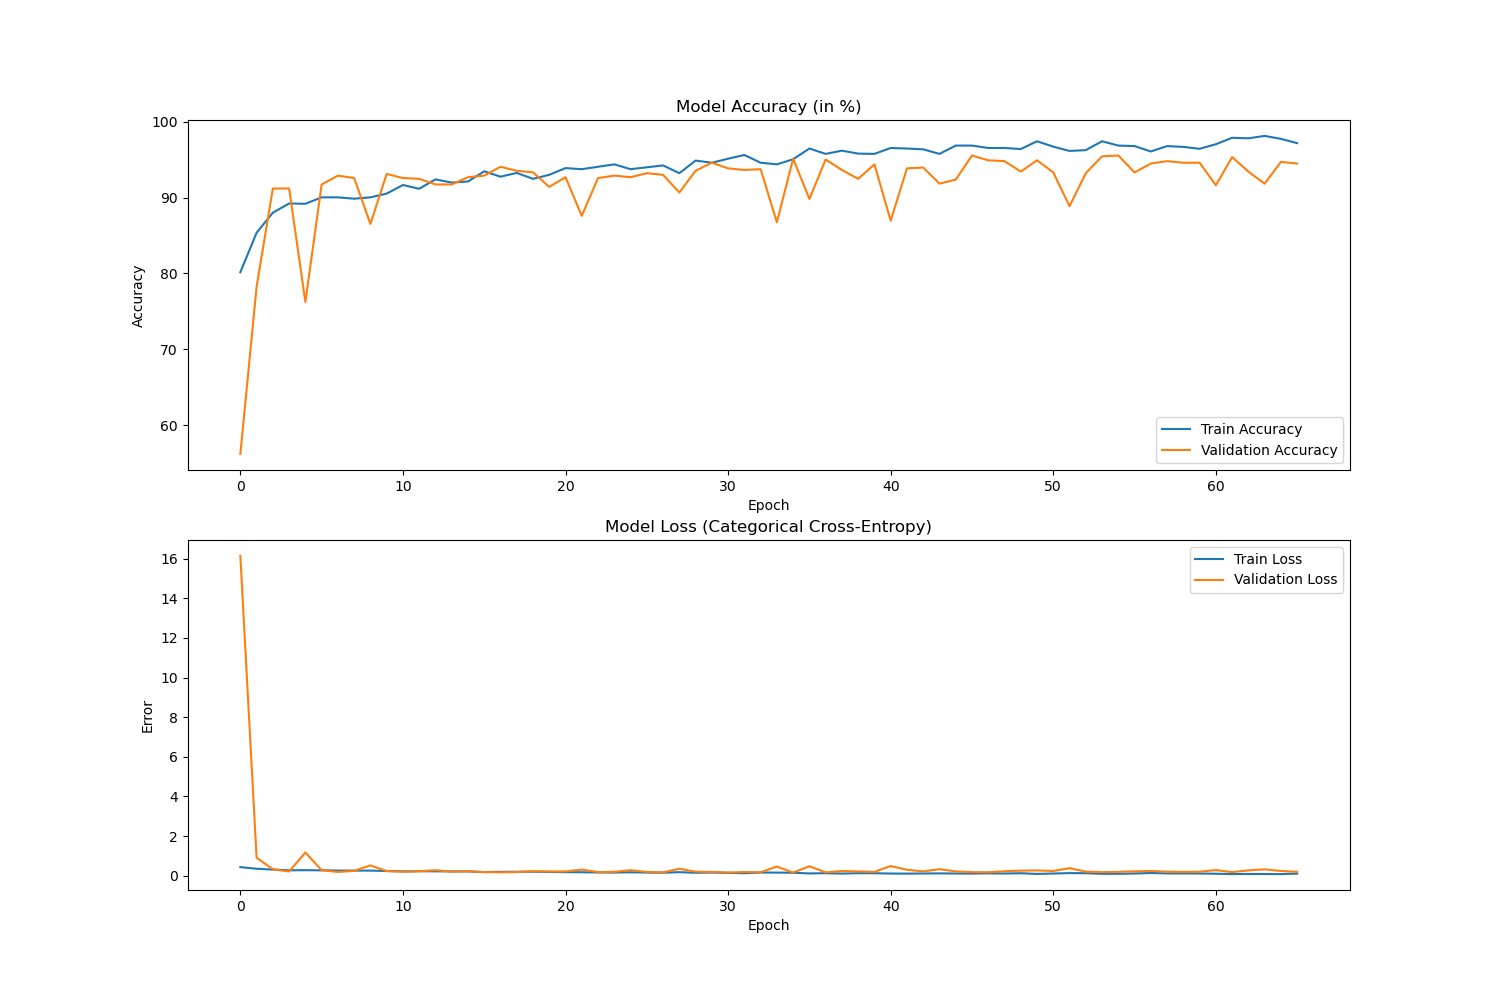 Model Accuracy (in %)
100
90
80
70
60
Accuracy
0 10 20 30 40 50 60
Epoch
Train Accuracy
Validation Accuracy
Model Loss (Categorical Cross-Entropy)
16
14
12
10
8
6
4
2
0
Error
0 10 20 30 40 50 60
Epoch
Train Loss
Validation Loss